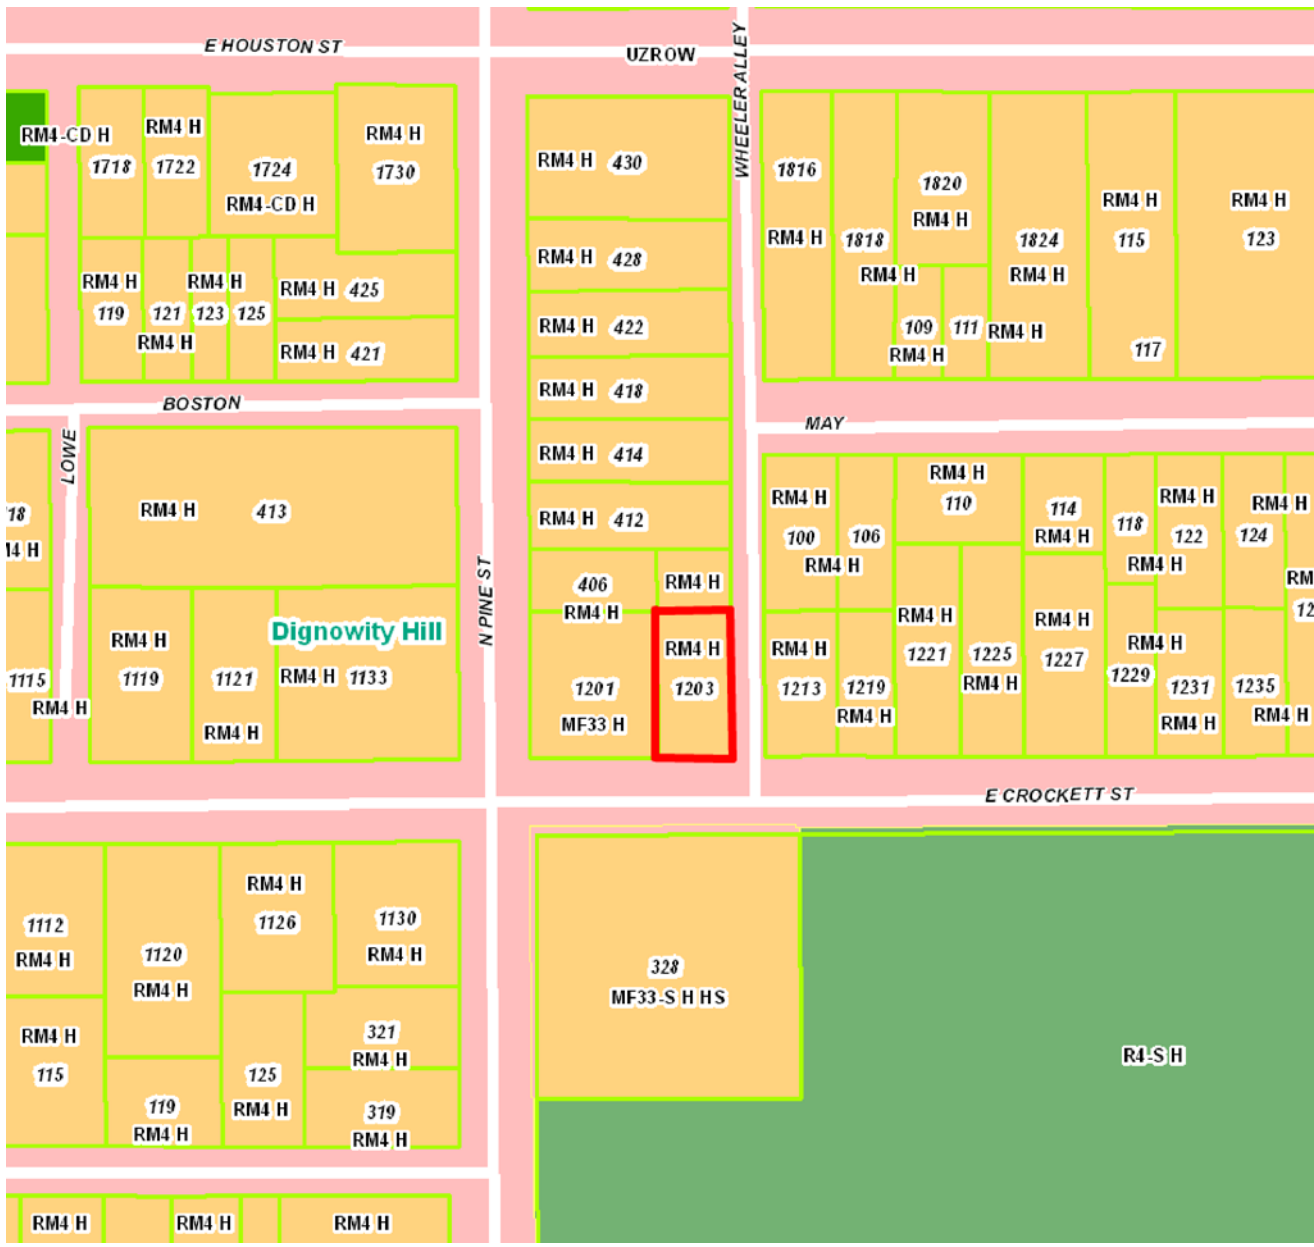 E HOUSTON ST
UZROW
WHEELER ALLEY
RM4-CD H
1718
RM4 H
1722
1724
RM4-CD H
RM4 H
1730
RM4 H 430
1816
RM4 H
1818
RM4 H
1820
RM4 H
1824
RM4 H
RM4 H
115
117
RM4 H
123
RM4 H
119
121
RM4 H
RM4 H
123
125
RM4 H 425
RM4 H 421
RM4 H 428
RM4 H 422
RM4 H 418
RM4 H 414
RM4 H 412
109
RM4 H
111
RM4 H
BOSTON
MAY
LOWE
N PINE ST
18
M4 H
RM4 H 413
RM4 H
100
106
RM4 H
RM4 H
110
114
RM4 H
118
RM4 H
RM4 H
122
RM4 H
124
RM
12
406
RM4 H
RM4 H
Dignowity Hill
1115
RM4 H
RM4 H
1119
1121
RM4 H
RM4 H 1133
1201
MF33 H
RM4 H
1203
RM4 H
1213
1219
RM4 H
RM4 H
1221
1225
RM4 H
RM4 H
1227
1229
RM4 H
1231
RM4 H
1235
RM4 H
E CROCKETT ST
1112
RM4 H
1120
RM4 H
RM4 H
1126
1130
RM4 H
328
MF33-S H HS
R4-S H
RM4 H
115
119
RM4 H
125
RM4 H
321
RM4 H
319
RM4 H
RM4 H
RM4 H
RM4 H